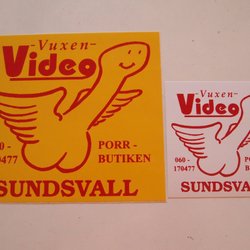 -Vuxen-
Video
060-
170477
PORR-
BUTIKEN
SUNDSVALL
-Vuxen-
Video
060-
170477
SUNDSVALL